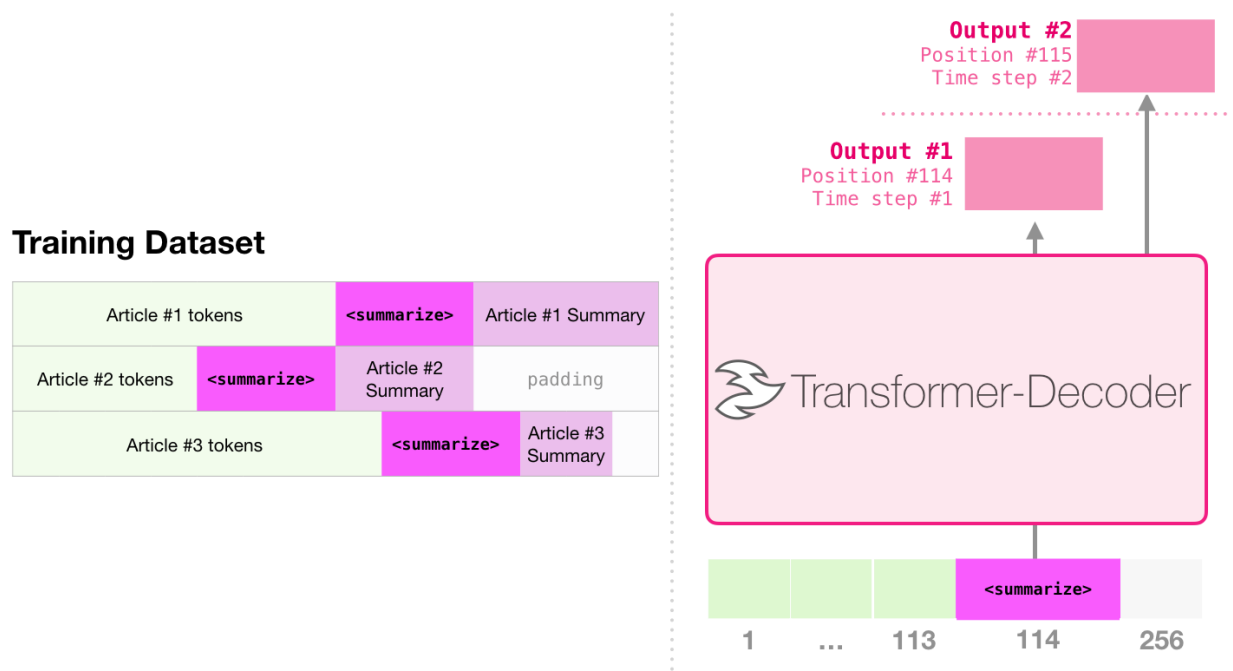 Training Dataset
Article #1 tokens
<summarize>
Article #1 Summary
Article #2 tokens
<summarize>
Article #2
Summary
padding
Article #3 tokens
<summarize>
Article #3
Summary
Output #2
Position #115
Time step #2
Output #1
Position #114
Time step #1
Transformer-Decoder
<summarize>
1
...
113
114
256